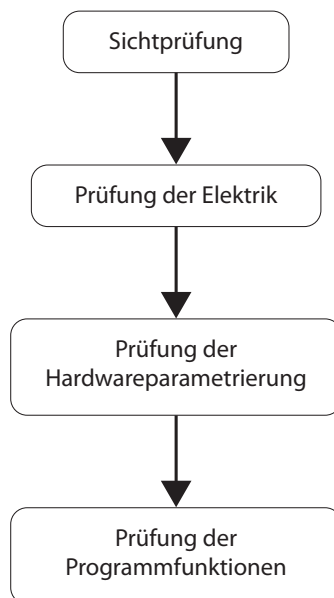 Sichtprüfung
Prüfung der Elektrik
Prüfung der
Hardwareparametrierung
Prüfung der
Programmfunktionen